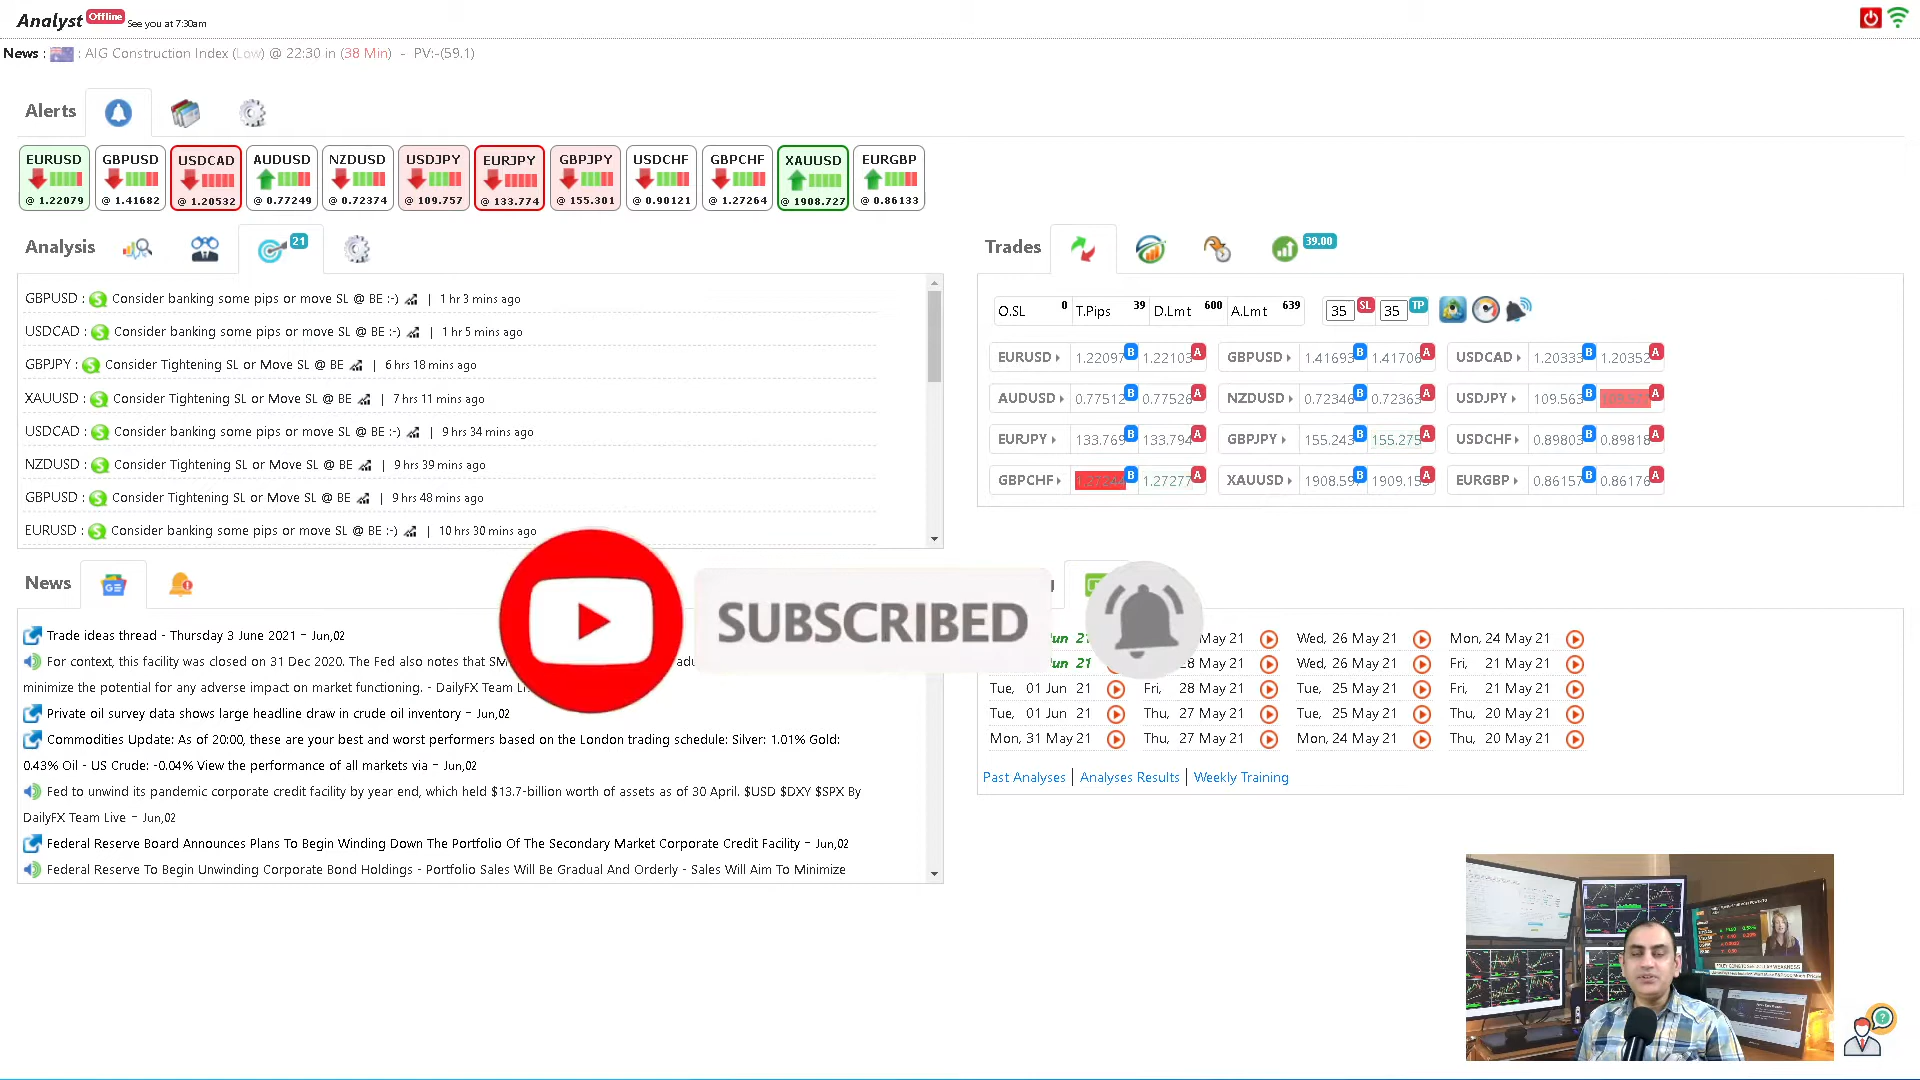 Analyst Offline See you at 7:30am
News : : AIG Construction Index (Low) @ 22:30 in (38 Min) - PV:-(59.1)
Alerts
EURUSD GBPUSD USDCAD AUDUSD NZDUSD USDJPY EURJPY GBPJPY USDCHF GBPCHF XAUUSD EURGBP
@ 1.22079 @ 1.41682 @ 1.20532 @ 0.77249 @ 0.72374 @ 109.757 @ 133.774 @ 155.301 @ 0.90121 @ 1.27264 @ 1908.727 @ 0.86133
Analysis 21
GBPUSD : Consider banking some pips or move SL @ BE :-) | 1 hr 3 mins ago
USDCAD : Consider banking some pips or move SL @ BE :-) | 1 hr 5 mins ago
GBPJPY : Consider Tightening SL or Move SL @ BE | 6 hrs 18 mins ago
XAUUSD : Consider Tightening SL or Move SL @ BE | 7 hrs 11 mins ago
USDCAD : Consider banking some pips or move SL @ BE :-) | 9 hrs 34 mins ago
NZDUSD : Consider Tightening SL or Move SL @ BE | 9 hrs 39 mins ago
GBPUSD : Consider Tightening SL or Move SL @ BE | 9 hrs 48 mins ago
EURUSD : Consider banking some pips or move SL @ BE :-) | 10 hrs 30 mins ago
Trades 39.00
O.SL 0 T.Pips 39 D.Lmt 600 A.Lmt 639 35 SL 35 TP
EURUSD 1.22097 B 1.22103 A GBPUSD 1.41693 B 1.41706 A USDCAD 1.20333 B 1.20352 A
AUDUSD 0.77512 B 0.77526 A NZDUSD 0.72346 B 0.72363 A USDJPY 109.563 B A
EURJPY 133.769 B 133.794 A GBPJPY 155.243 B 155.275 A USDCHF 0.89803 B 0.89818 A
GBPCHF B 1.27277 A XAUUSD B A EURGBP 0.86157 B 0.86176 A
News
Trade ideas thread - Thursday 3 June 2021 - Jun,02
For context, this facility was closed on 31 Dec 2020. The Fed also notes that
minimize the potential for any adverse impact on market functioning. - DailyFX Team
Private oil survey data shows large headline draw in crude oil inventory - Jun,02
Commodities Update: As of 20:00, these are your best and worst performers based on the London trading schedule: Silver: 1.01% Gold:
0.43% Oil - US Crude: -0.04% View the performance of all markets via - Jun,02
Fed to unwind its pandemic corporate credit facility by year end, which held $13.7-billion worth of assets as of 30 April. $USD $DXY $SPX By
DailyFX Team Live - Jun,02
Federal Reserve Board Announces Plans To Begin Winding Down The Portfolio Of The Secondary Market Corporate Credit Facility - Jun,02
Federal Reserve To Begin Unwinding Corporate Bond Holdings - Portfolio Sales Will Be Gradual And Orderly - Sales Will Aim To Minimize
SUBSCRIBED
May 21 Wed, 26 May 21 Mon, 24 May 21
28 May 21 Wed, 26 May 21 Fri, 21 May 21
Tue, 01 Jun 21 Fri, 28 May 21 Tue, 25 May 21 Fri, 21 May 21
Tue, 01 Jun 21 Thu, 27 May 21 Tue, 25 May 21 Thu, 20 May 21
Mon, 31 May 21 Thu, 27 May 21 Mon, 24 May 21 Thu, 20 May 21
Past Analyses | Analyses Results | Weekly Training